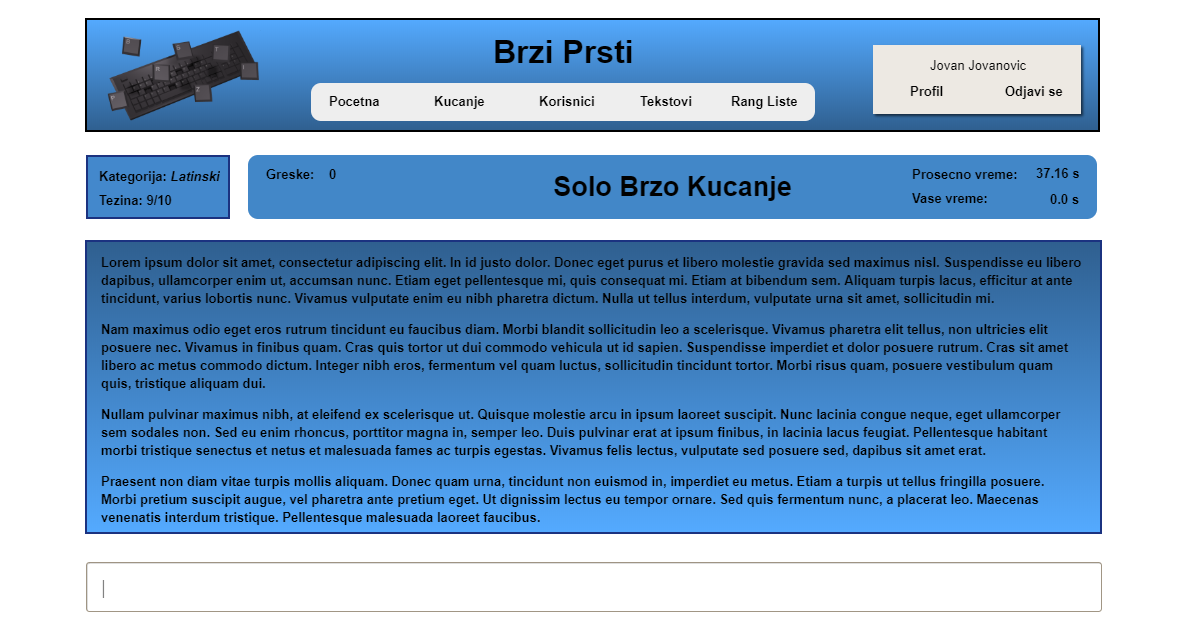 Brzi Prsti
Pocetna Kucanje Korisnici Tekstovi Rang Liste
Jovan Jovanovic
Profil Odjavi se
Kategorija: Latinski
Tezina: 9/10
Greske: 0
Solo Brzo Kucanje
Prosecno vreme: 37.16 s
Vase vreme: 0.0 s
Lorem ipsum dolor sit amet, consectetur adipiscing elit. In id justo dolor. Donec eget purus et libero molestie gravida sed maximus nisl. Suspendisse eu libero
dapibus, ullamcorper enim ut, accumsan nunc. Etiam eget pellentesque mi, quis consequat mi. Etiam at bibendum sem. Aliquam turpis lacus, efficitur at ante
tincidunt, varius lobortis nunc. Vivamus vulputate enim eu nibh pharetra dictum. Nulla ut tellus interdum, vulputate urna sit amet, sollicitudin mi.
Nam maximus odio eget eros rutrum tincidunt eu faucibus diam. Morbi blandit sollicitudin leo a scelerisque. Vivamus pharetra elit tellus, non ultricies elit
posuere nec. Vivamus in finibus quam. Cras quis tortor ut dui commodo vehicula ut id sapien. Suspendisse imperdiet et dolor posuere rutrum. Cras sit amet
libero ac metus commodo dictum. Integer nibh eros, fermentum vel quam luctus, sollicitudin tincidunt tortor. Morbi risus quam, posuere vestibulum quam
quis, tristique aliquam dui.
Nullam pulvinar maximus nibh, at eleifend ex scelerisque ut. Quisque molestie arcu in ipsum laoreet suscipit. Nunc lacinia congue neque, eget ullamcorper
sem sodales non. Sed eu enim rhoncus, porttitor magna in, semper leo. Duis pulvinar erat at ipsum finibus, in lacinia lacus feugiat. Pellentesque habitant
morbi tristique senectus et netus et malesuada fames ac turpis egestas. Vivamus felis lectus, vulputate sed posuere sed, dapibus sit amet erat.
Praesent non diam vitae turpis mollis aliquam. Donec quam urna, tincidunt non euismod in, imperdiet eu metus. Etiam a turpis ut tellus fringilla posuere.
Morbi pretium suscipit augue, vel pharetra ante pretium eget. Ut dignissim lectus eu tempor ornare. Sed quis fermentum nunc, a placerat leo. Maecenas
venenatis interdum tristique. Pellentesque malesuada laoreet faucibus.